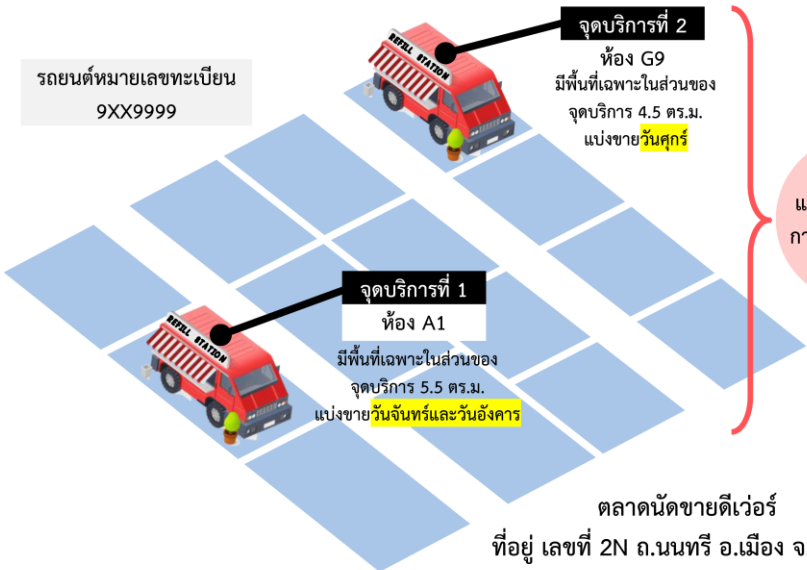 รถยนต์หมายเลขทะเบียน
9XX9999
REFILL STATION
จุดบริการที่ 2
ห้อง G9
มีพื้นที่เฉพาะในส่วนของ
จุดบริการ 4.5 ตร.ม.
แบ่งขายวันศุกร์
REFILL STATION
จุดบริการที่ 1
ห้อง A1
มีพื้นที่เฉพาะในส่วนของ
จุดบริการ 5.5 ตร.ม.
แบ่งขายวันจันทร์และวันอังคาร
ตลาดนัดขายดีเว่อร์
ที่อยู่ เลขที่ 2N ถ.นนทรี อ.เมือง จ